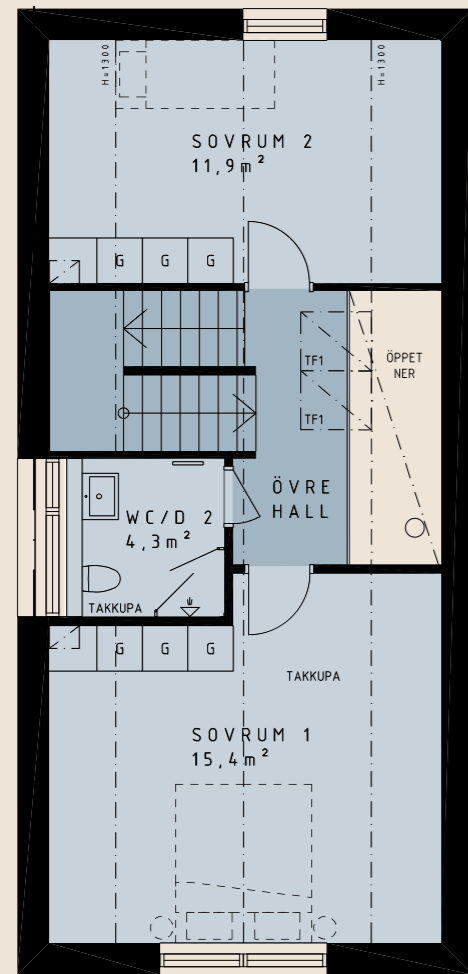 H=1300
H=1300
SOVRUM 2
11,9m²
G G G
TF1
TF1
ÖPPET
NER
ÖVRE
HALL
WC/D 2
4,3m²
TAKKUPA
G G G
TAKKUPA
SOVRUM 1
15,4m²